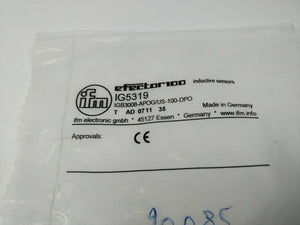 ifm
efector100 inductive sensors
IG5319
IGB3008-APOG/US-100-DPO
T AD 0711 35
Made in Germany
ifm electronic gmbh * 45127 Essen * Germany * www.ifm.info
Approvals:
CE